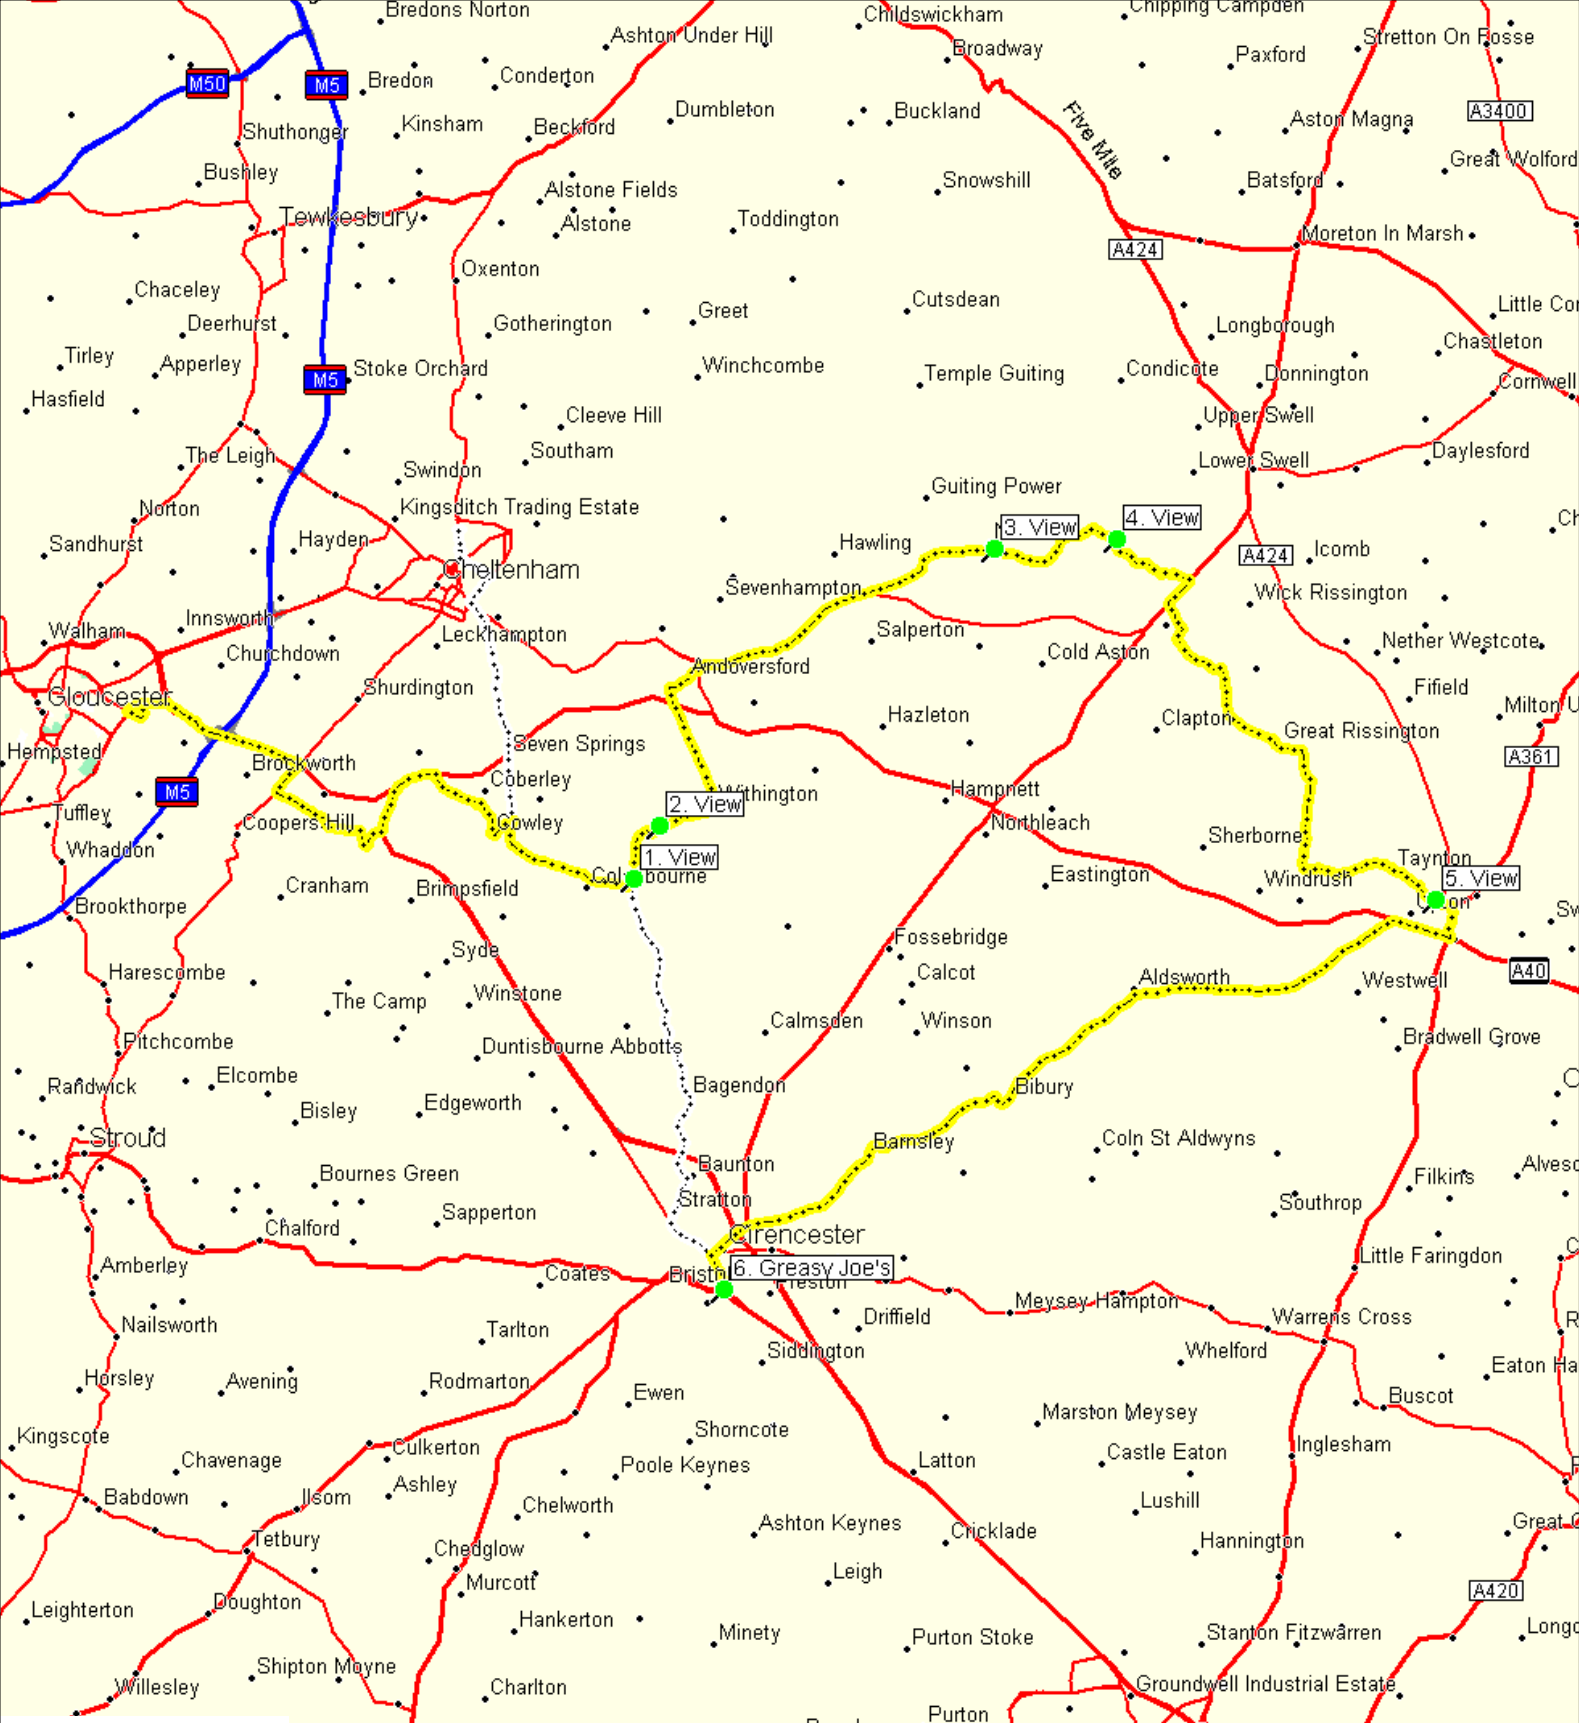 Bredons Norton
Childswickham
Chipping Campden
Ashton Under Hill
Broadway
Stretton On Fosse
Paxford
M50
M5
Bredon
Conderton
Dumbleton
Buckland
Five Mile
A3400
Aston Magna
Shuthonger
Kinsham
Beckford
Great Wolford
Bushley
Alstone Fields
Snowshill
Batsford
Tewkesbury
Alstone
Toddington
Moreton In Marsh
A424
Oxenton
Chaceley
Cutsdean
Little Cor
Deerhurst
Gotherington
Greet
Longborough
Chastleton
Tirley
Apperley
M5
Stoke Orchard
Winchcombe
Temple Guiting
Condicote
Donnington
Cornwell
Hasfield
Cleeve Hill
Upper Swell
The Leigh
Swindon
Southam
Lower Swell
Daylesford
Guiting Power
Norton
Kingsditch Trading Estate
3. View
4. View
Ch
Sandhurst
Hayden
Hawling
A424
Icomb
Cheltenham
Sevenhampton
Wick Rissington
Innsworth
Walham
Leckhampton
Salperton
Cold Aston
Nether Westcote
Churchdown
Andoversford
Gloucester
Shurdington
Fifield
Milton U
Hazleton
Clapton
Great Rissington
Hempsted
Seven Springs
Brockworth
A361
M5
Coberley
Withington
Hampnett
2. View
Tuffley
Coopers Hill
Cowley
Northleach
Sherborne
Whaddon
1. View
Taynton
Colesbourne
Cranham
Brimpsfield
Eastington
Windrush
5. View
Upton
Brookthorpe
Sw
Syde
Fossebridge
Harescombe
Calcot
Aldsworth
A40
The Camp
Winstone
Westwell
Calmsden
Winson
Pitchcombe
Duntisbourne Abbotts
Bradwell Grove
Randwick
Elcombe
Bagendon
Bibury
Bisley
Edgeworth
Stroud
Barnsley
Coln St Aldwyns
Bournes Green
Baunton
Filkins
Alvesc
Stratton
Southrop
Sapperton
Chalford
Cirencester
Amberley
Coates
Bristol
6. Greasy Joe's
Preston
Little Faringdon
C
Meysey Hampton
Nailsworth
Tarlton
Driffield
Warrens Cross
R
Siddington
Whelford
Eaton Ha
Horsley
Avening
Rodmarton
Ewen
Buscot
Kingscote
Shorncote
Marston Meysey
Culkerton
Castle Eaton
Inglesham
Chavenage
Poole Keynes
Latton
Ashley
Babdown
Ilsom
Chelworth
Lushill
Tetbury
Ashton Keynes
Cricklade
Hannington
Great C
Chedglow
Murcott
Leigh
A420
Leighterton
Doughton
Hankerton
Minety
Purton Stoke
Stanton Fitzwarren
Longc
Shipton Moyne
Willesley
Charlton
Groundwell Industrial Estate
Purton